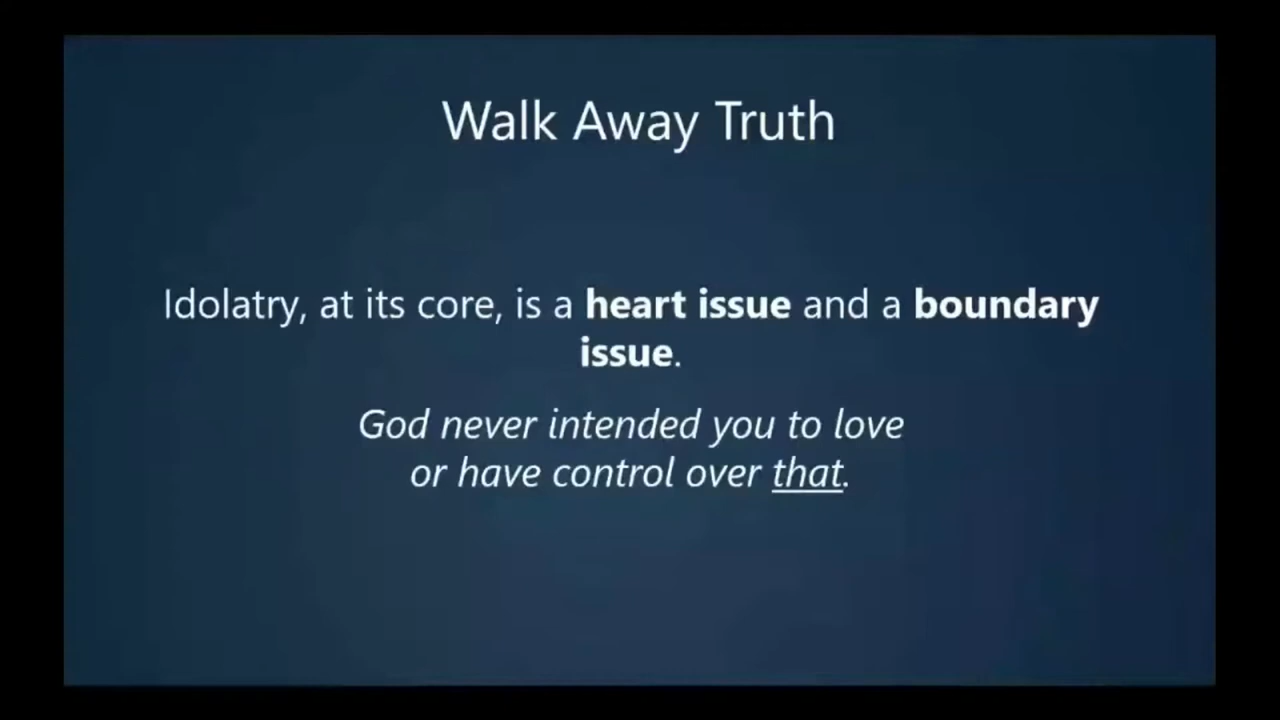 Walk Away Truth
Idolatry, at its core, is a heart issue and a boundary
issue.
God never intended you to love
or have control over that.